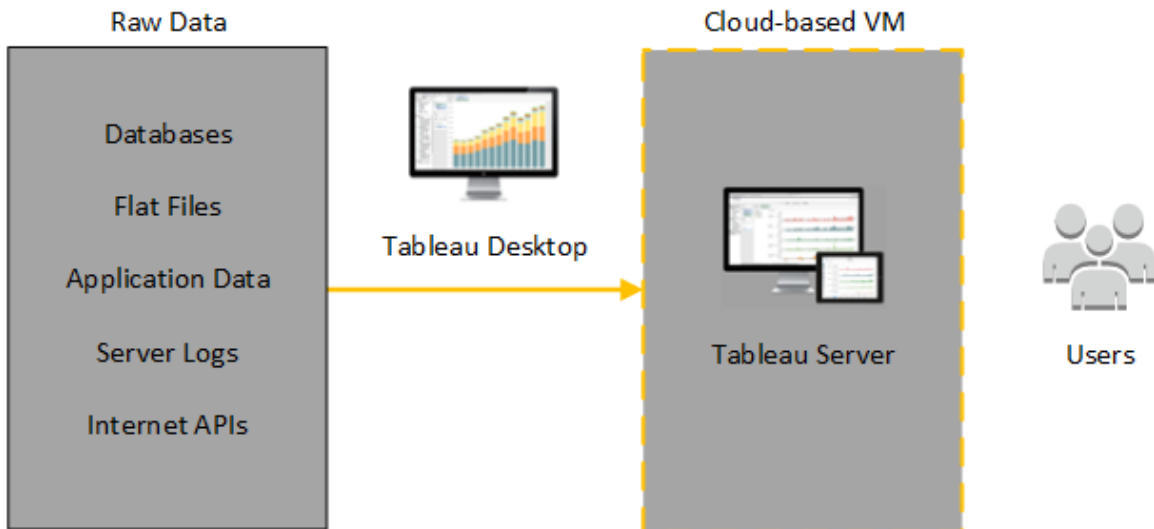 Raw Data
Databases
Flat Files
Application Data
Server Logs
Internet APIs
Tableau Desktop
Cloud-based VM
Tableau Server
Users